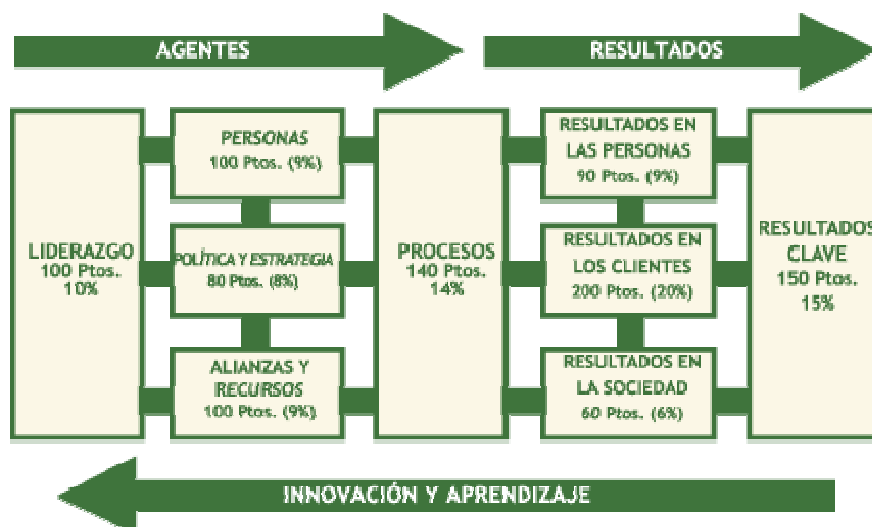 AGENTES
RESULTADOS
LIDERAZGO
100 Ptos.
10%
PERSONAS
100 Ptos. (9%)
POLÍTICA Y ESTRATEGIA
80 Ptos. (8%)
ALIANZAS Y
RECURSOS
100 Ptos. (9%)
PROCESOS
140 Ptos.
14%
RESULTADOS EN
LAS PERSONAS
90 Ptos. (9%)
RESULTADOS EN
LOS CLIENTES
200 Ptos. (20%)
RESULTADOS EN
LA SOCIEDAD
60 Ptos. (6%)
RESULTADOS
CLAVE
150 Ptos.
15%
INNOVACIÓN Y APRENDIZAJE